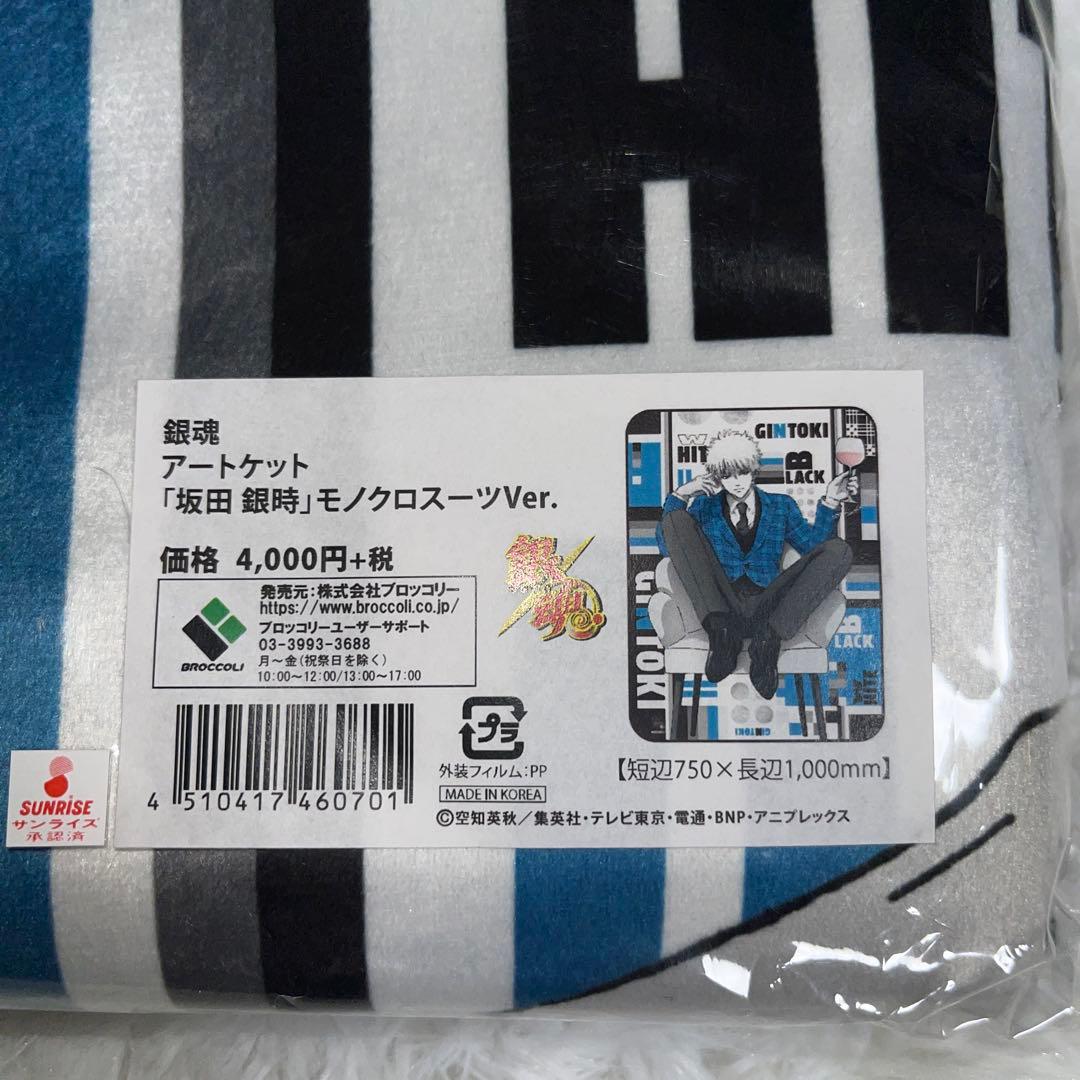 銀魂
アートケット
「坂田 銀時」モノクロスーツVer.
価格 4,000円+税
発売元:株式会社ブロッコリー
https://www.broccoli.co.jp/
ブロッコリーユーザーサポート
03-3993-3688
月～金(祝祭日を除く)
10:00～12:00/13:00～17:00
BROCCOLI
4 510417 460701
銀魂
プラ
外装フィルム:PP
MADE IN KOREA
WHITE
GINTOKI
BLACK
GINTOKI
BLACK
WHITE
GINTOKI
【短辺750×長辺1,000mm】
©空知英秋/集英社・テレビ東京・電通・BNP・アニプレックス
SUNRISE
サンライズ
承認済